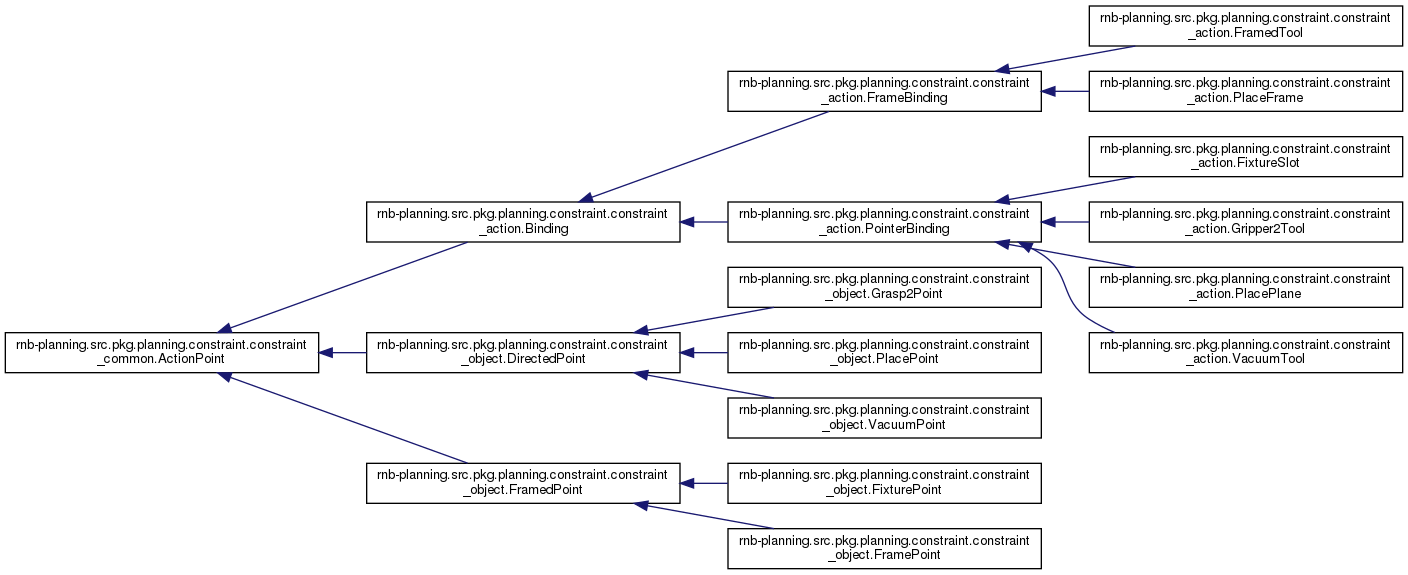 rnb-planning.src.pkg.planning.constraint.constraint
_action.FramedTool
rnb-planning.src.pkg.planning.constraint.constraint
_action.FrameBinding
rnb-planning.src.pkg.planning.constraint.constraint
_action.PlaceFrame
rnb-planning.src.pkg.planning.constraint.constraint
_action.FixtureSlot
rnb-planning.src.pkg.planning.constraint.constraint
_action.Binding
rnb-planning.src.pkg.planning.constraint.constraint
_action.PointerBinding
rnb-planning.src.pkg.planning.constraint.constraint
_action.Gripper2Tool
rnb-planning.src.pkg.planning.constraint.constraint
_object.Grasp2Point
rnb-planning.src.pkg.planning.constraint.constraint
_action.PlacePlane
rnb-planning.src.pkg.planning.constraint.constraint
_common.ActionPoint
rnb-planning.src.pkg.planning.constraint.constraint
_object.DirectedPoint
rnb-planning.src.pkg.planning.constraint.constraint
_object.PlacePoint
rnb-planning.src.pkg.planning.constraint.constraint
_action.VacuumTool
rnb-planning.src.pkg.planning.constraint.constraint
_object.VacuumPoint
rnb-planning.src.pkg.planning.constraint.constraint
_object.FramedPoint
rnb-planning.src.pkg.planning.constraint.constraint
_object.FixturePoint
rnb-planning.src.pkg.planning.constraint.constraint
_object.FramePoint